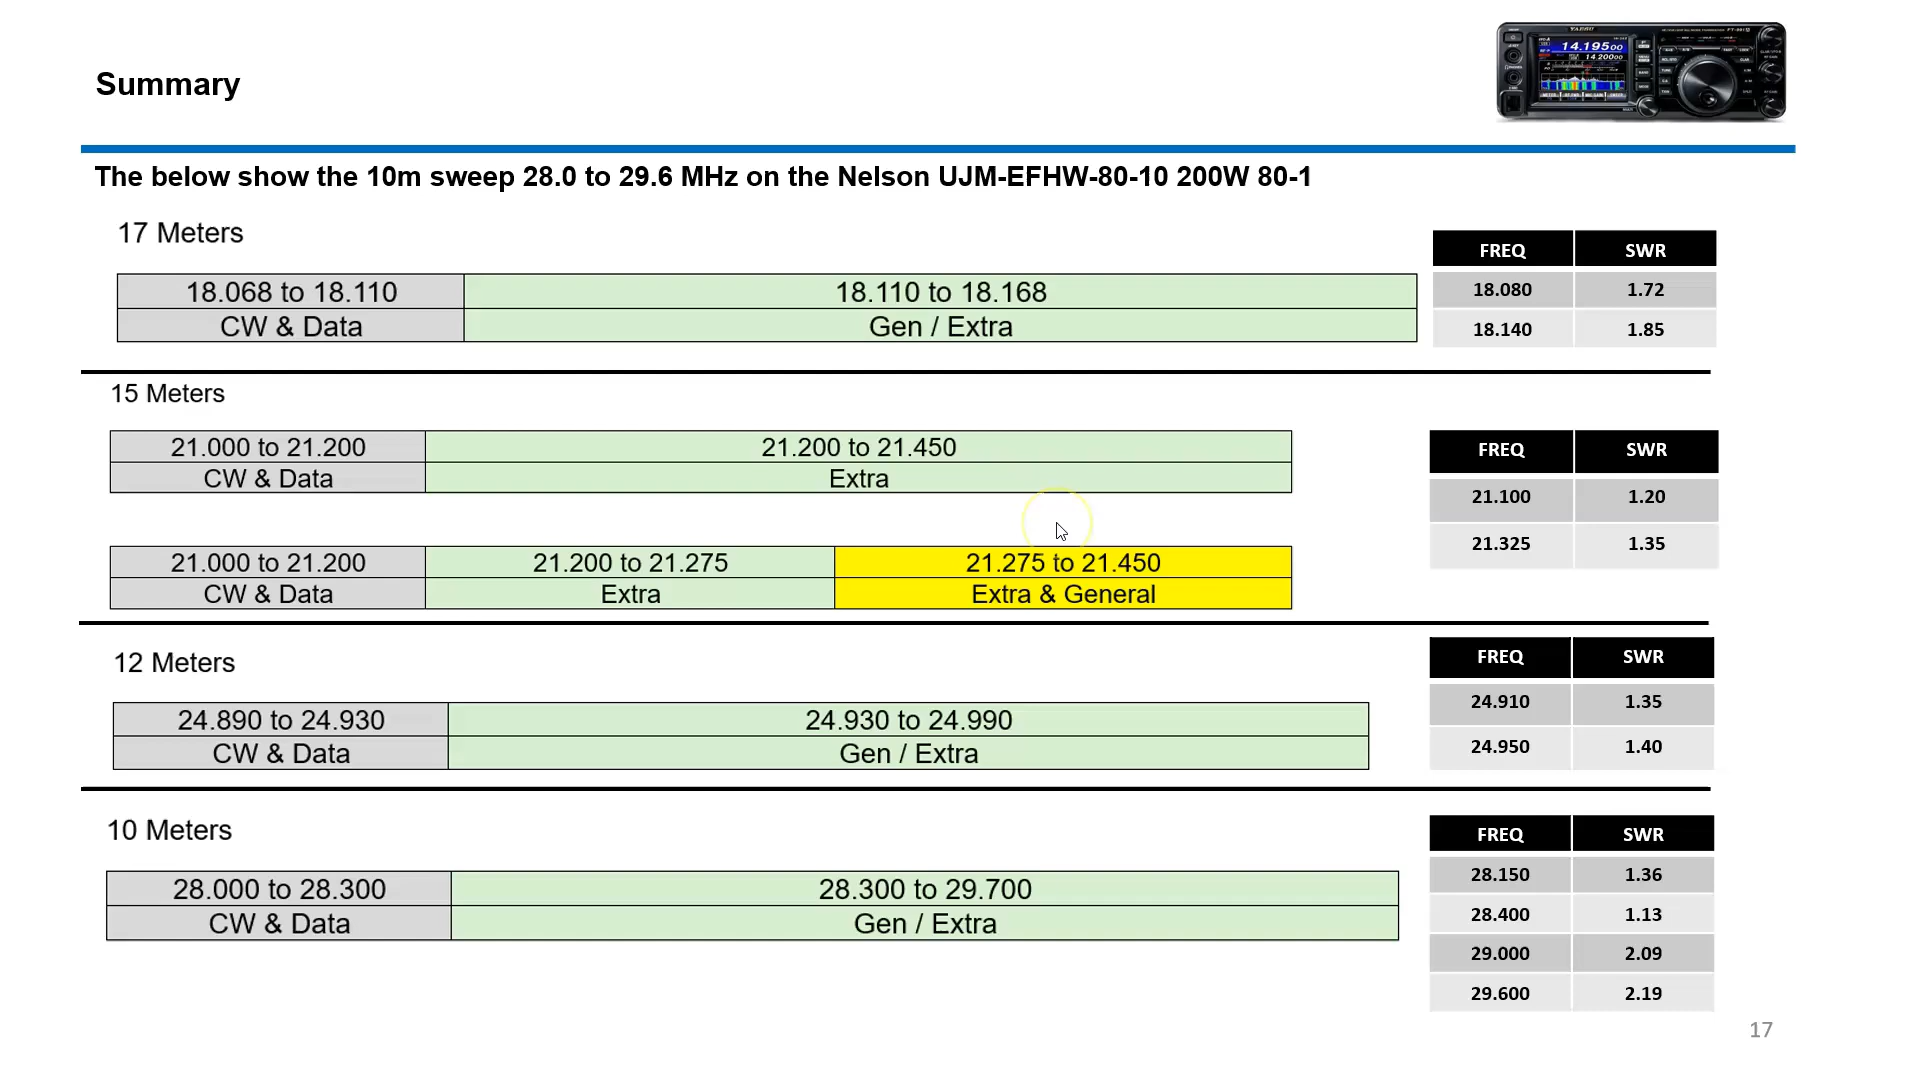 Summary
YAESU
14.195.00
14.200.00
The below show the 10m sweep 28.0 to 29.6 MHz on the Nelson UJM-EFHW-80-10 200W 80-1
17 Meters
18.068 to 18.110 18.110 to 18.168
CW & Data Gen / Extra
FREQ SWR
18.080 1.72
18.140 1.85
15 Meters
21.000 to 21.200 21.200 to 21.450
CW & Data Extra
21.000 to 21.200 21.200 to 21.275 21.275 to 21.450
CW & Data Extra Extra & General
FREQ SWR
21.100 1.20
21.325 1.35
12 Meters
24.890 to 24.930 24.930 to 24.990
CW & Data Gen / Extra
FREQ SWR
24.910 1.35
24.950 1.40
10 Meters
28.000 to 28.300 28.300 to 29.700
CW & Data Gen / Extra
FREQ SWR
28.150 1.36
28.400 1.13
29.000 2.09
29.600 2.19
17